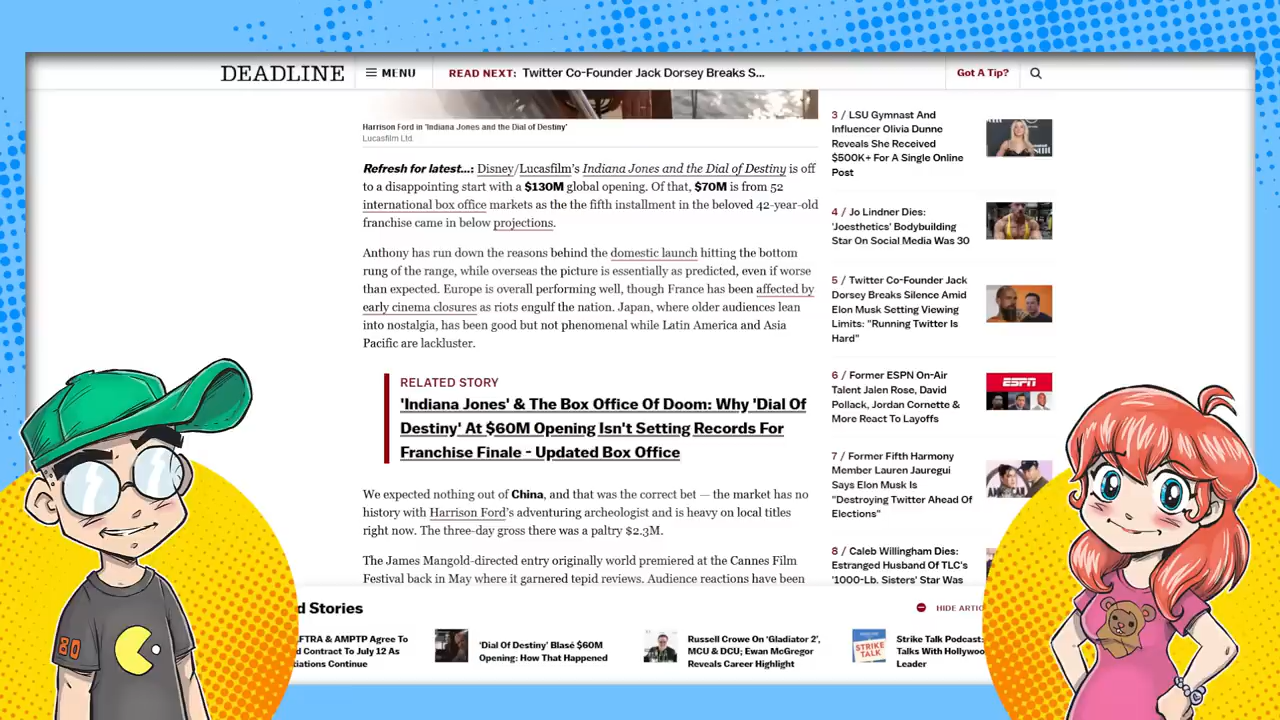 DEADLINE
MENU
READ NEXT: Twitter Co-Founder Jack Dorsey Breaks S...
Got A Tip?
Harrison Ford in 'Indiana Jones and the Dial of Destiny'
Lucasfilm Ltd.
Refresh for latest...: Disney/Lucasfilm's Indiana Jones and the Dial of Destiny is off
to a disappointing start with a $130M global opening. Of that, $70M is from 52
international box office markets as the the fifth installment in the beloved 42-year-old
franchise came in below projections.
Anthony has run down the reasons behind the domestic launch hitting the bottom
rung of the range, while overseas the picture is essentially as predicted, even if worse
than expected. Europe is overall performing well, though France has been affected by
early cinema closures as riots engulf the nation. Japan, where older audiences lean
into nostalgia, has been good but not phenomenal while Latin America and Asia
Pacific are lackluster.
RELATED STORY
'Indiana Jones' & The Box Office Of Doom: Why 'Dial Of
Destiny' At $60M Opening Isn't Setting Records For
Franchise Finale - Updated Box Office
We expected nothing out of China, and that was the correct bet — the market has no
history with Harrison Ford's adventuring archeologist and is heavy on local titles
right now. The three-day gross there was a paltry $2.3M.
The James Mangold-directed entry originally world premiered at the Cannes Film
Festival back in May where it garnered tepid reviews. Audience reactions have been
3 / LSU Gymnast And
Influencer Olivia Dunne
Reveals She Received
$500K+ For A Single Online
Post
4 / Jo Lindner Dies:
'Joesthetics' Bodybuilding
Star On Social Media Was 30
5 / Twitter Co-Founder Jack
Dorsey Breaks Silence Amid
Elon Musk Setting Viewing
Limits: "Running Twitter Is
Hard"
6 / Former ESPN On-Air
Talent Jalen Rose, David
Pollack, Jordan Cornette &
More React To Layoffs
ESPN
7 / Former Fifth Harmony
Member Lauren Jauregui
Says Elon Musk Is
"Destroying Twitter Ahead Of
Elections"
8 / Caleb Willingham Dies:
Estranged Husband Of TLC's
'1000-Lb. Sisters' Star Was
d Stories
HIDE ARTIC
FTRA & AMPTP Agree To
d Contract To July 12 As
tiations Continue
'Dial Of Destiny' Blasé $60M
Opening: How That Happened
Russell Crowe On 'Gladiator 2',
MCU & DCU; Ewan McGregor
Reveals Career Highlight
STRIKE
TALK
Strike Talk Podcast:
Talks With Hollywoo
Leader
80